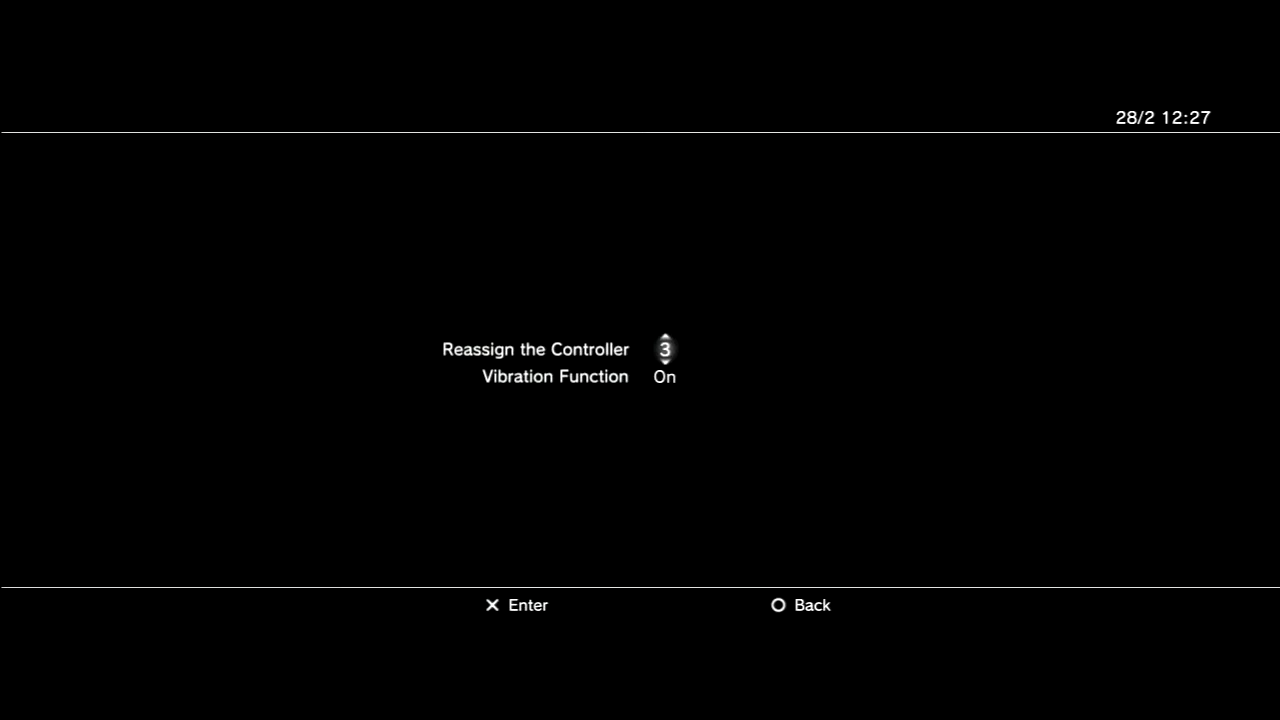 28/2 12:27
Reassign the Controller 3
Vibration Function On
Enter Back